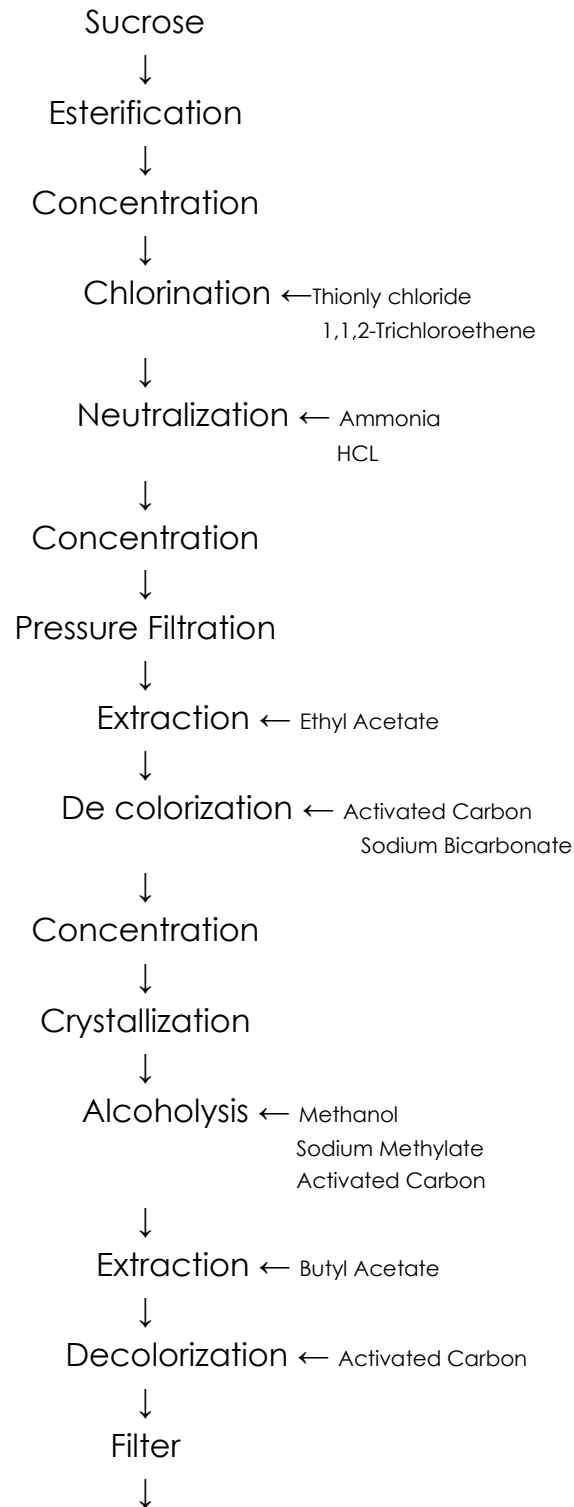 Sucrose
↓
Esterification
↓
Concentration
↓
Chlorination ←Thionly chloride
1,1,2-Trichloroethene
↓
Neutralization ← Ammonia
HCL
↓
Concentration
↓
Pressure Filtration
↓
Extraction ← Ethyl Acetate
↓
De colorization ← Activated Carbon
Sodium Bicarbonate
↓
Concentration
↓
Crystallization
↓
Alcoholysis ← Methanol
Sodium Methylate
Activated Carbon
↓
Extraction ← Butyl Acetate
↓
Decolorization ← Activated Carbon
↓
Filter
↓